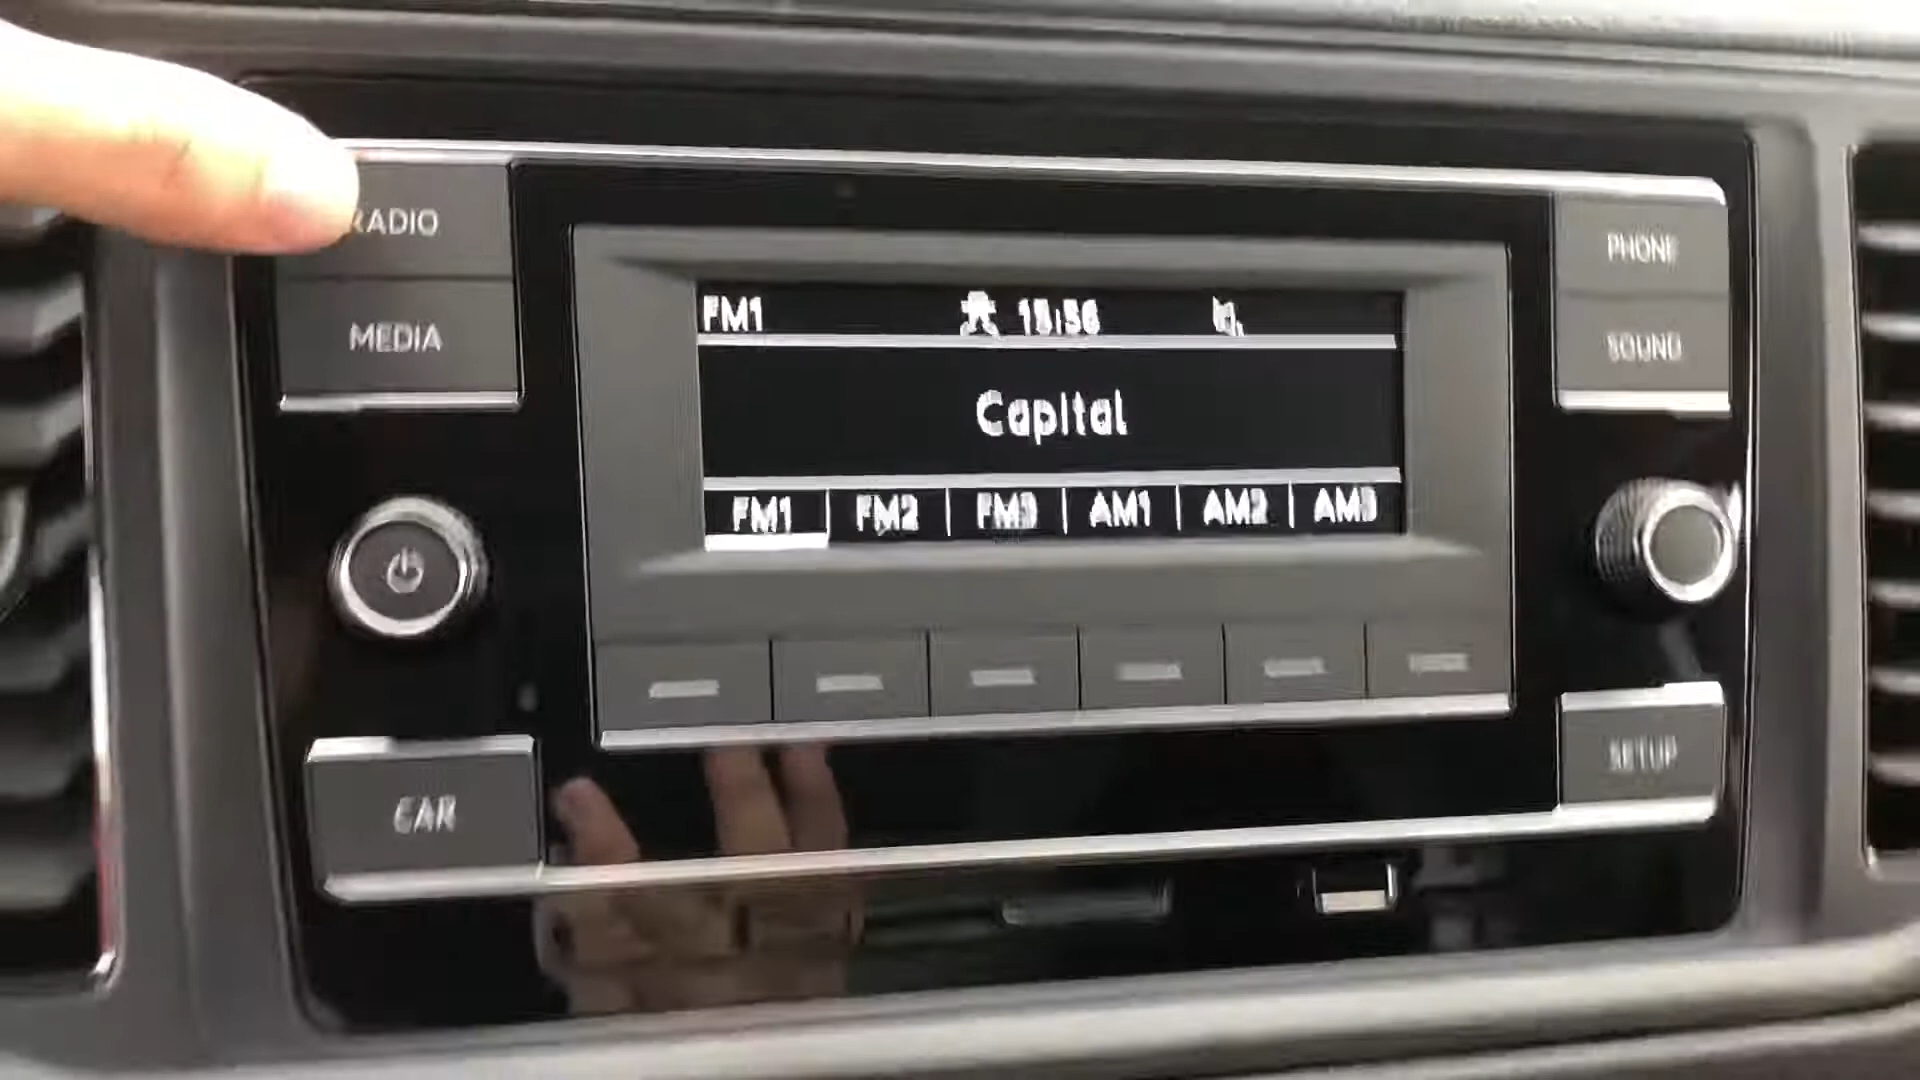 RADIO
MEDIA
FM1 15:56
Capital
FM1 FM2 FM3 AM1 AM2 AM3
PHONE
SOUND
CAR
SETUP